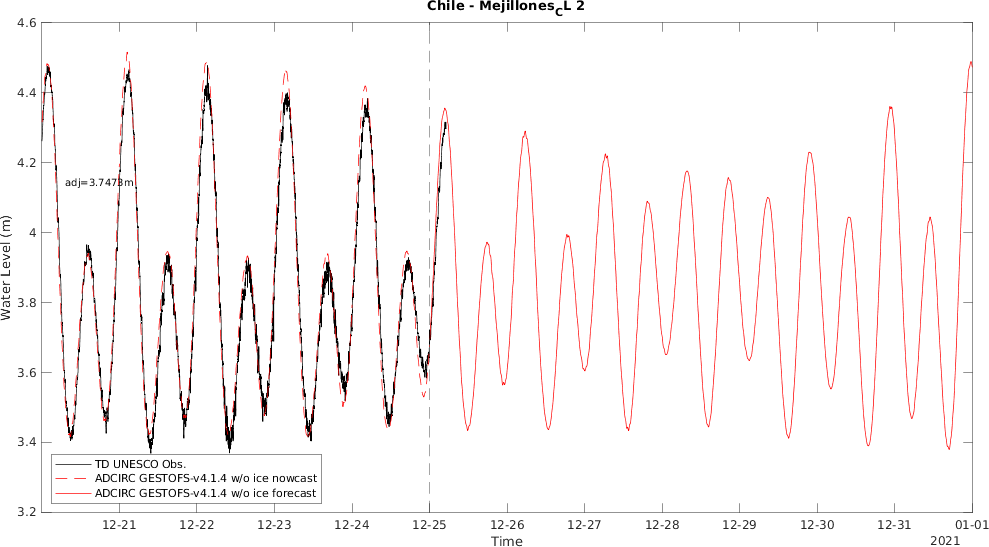 Chile - Mejillones_CL 2
4.6
4.4
4.2
4
3.8
3.6
3.4
3.2
Water Level (m)
adj=3.7473m
TD UNESCO Obs.
ADCIRC GESTOFS-v4.1.4 w/o ice nowcast
ADCIRC GESTOFS-v4.1.4 w/o ice forecast
12-21 12-22 12-23 12-24 12-25 12-26 12-27 12-28 12-29 12-30 12-31 01-01
Time
2021